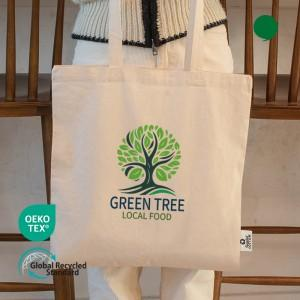 GREEN TREE
LOCAL FOOD
OEKO
TEX®
Global Recycled
Standard